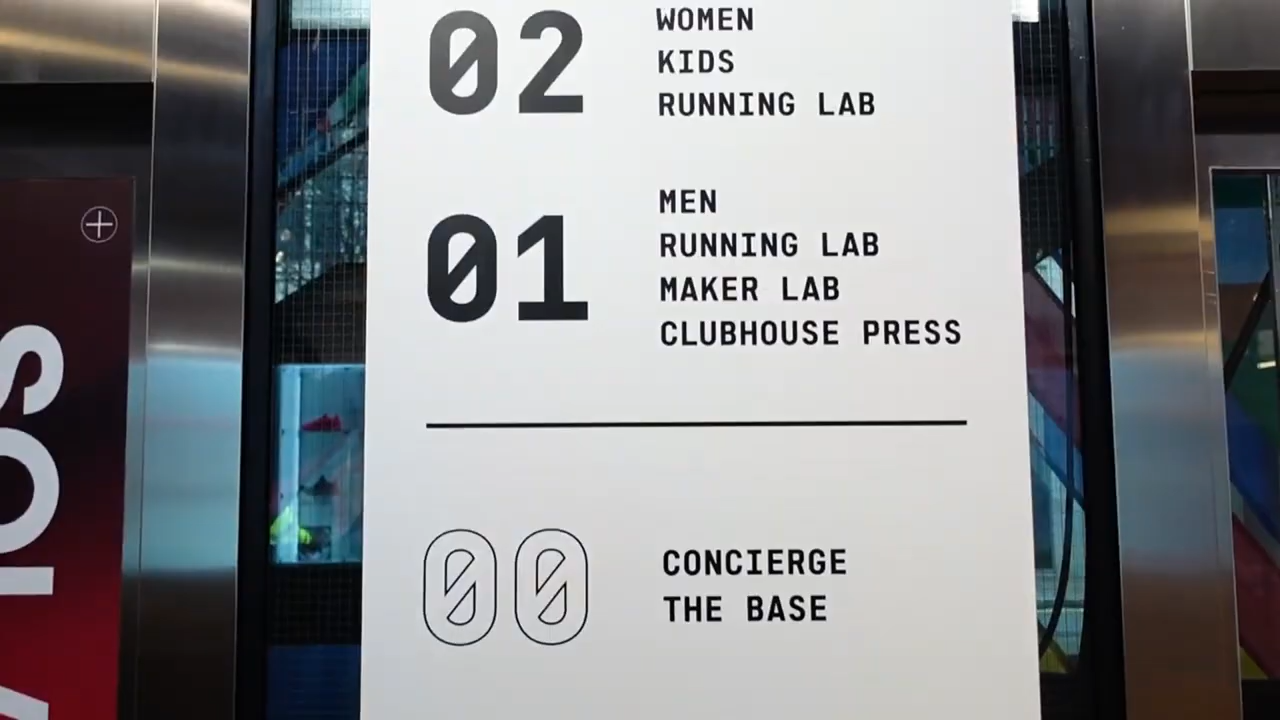 02
WOMEN
KIDS
RUNNING LAB
01
MEN
RUNNING LAB
MAKER LAB
CLUBHOUSE PRESS
00
CONCIERGE
THE BASE